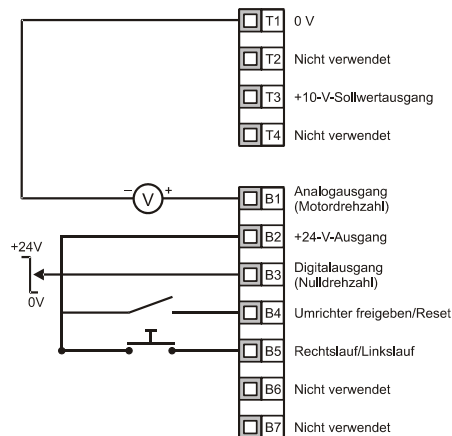 T1 0 V
T2 Nicht verwendet
T3 +10-V-Sollwertausgang
T4 Nicht verwendet
– V +
B1 Analogausgang
(Motordrehzahl)
B2 +24-V-Ausgang
+24V
0V
B3 Digitalausgang
(Nulldrehzahl)
B4 Umrichter freigeben/Reset
B5 Rechtslauf/Linkslauf
B6 Nicht verwendet
B7 Nicht verwendet